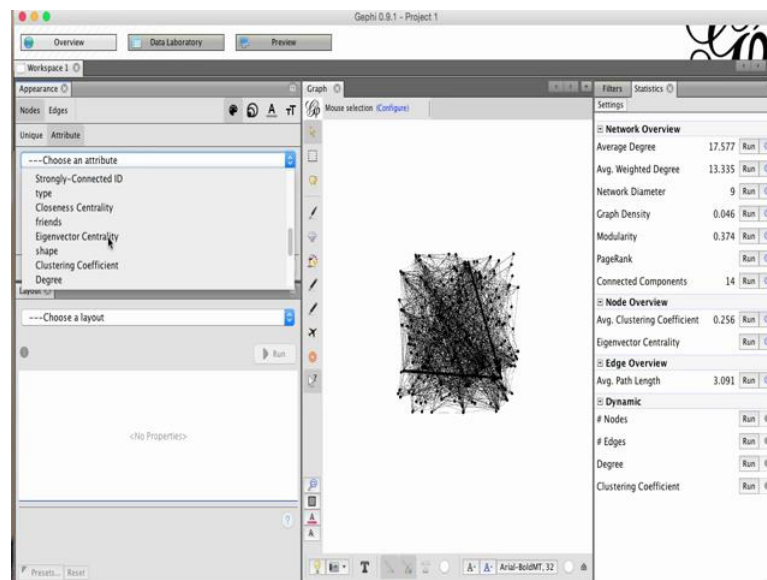 Gephi 0.9.1 - Project 1
Overview
Data Laboratory
Preview
Workspace 1
Appearance
Nodes Edges
Unique Attribute
---Choose an attribute
Strongly-Connected ID
type
Closeness Centrality
friends
Eigenvector Centrality
shape
Clustering Coefficient
Degree
---Choose a layout
Run
<No Properties>
Presets... Reset
Graph
Mouse selection (Configure)
Arial-BoldMT, 32
Filters Statistics
Settings
Network Overview
Average Degree 17.577 Run
Avg. Weighted Degree 13.335 Run
Network Diameter 9 Run
Graph Density 0.046 Run
Modularity 0.374 Run
PageRank Run
Connected Components 14 Run
Node Overview
Avg. Clustering Coefficient 0.256 Run
Eigenvector Centrality Run
Edge Overview
Avg. Path Length 3.091 Run
Dynamic
# Nodes Run
# Edges Run
Degree Run
Clustering Coefficient Run